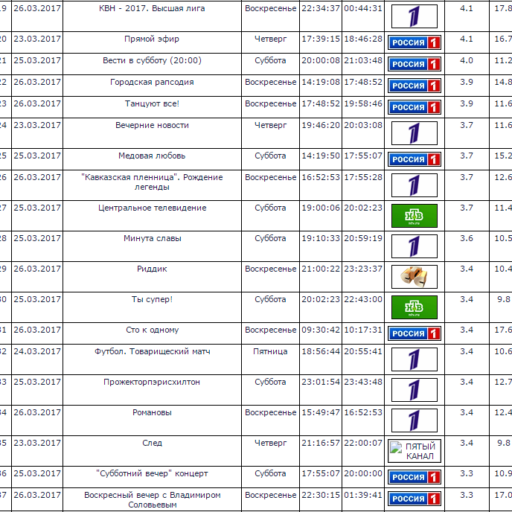 19 26.03.2017 КВН - 2017. Высшая лига Воскресенье 22:34:37 00:44:31 1 4.1 17.8
20 23.03.2017 Прямой эфир Четверг 17:39:15 18:46:28 РОССИЯ 1 4.1 16.7
21 25.03.2017 Вести в субботу (20:00) Суббота 20:00:08 21:03:48 РОССИЯ 1 4.0 11.2
22 26.03.2017 Городская рапсодия Воскресенье 14:19:08 17:48:52 РОССИЯ 1 3.9 14.8
23 26.03.2017 Танцуют все! Воскресенье 17:48:52 19:58:46 РОССИЯ 1 3.9 11.6
24 23.03.2017 Вечерние новости Четверг 19:46:20 20:03:08 1 3.7 11.6
25 25.03.2017 Медовая любовь Суббота 14:19:50 17:55:07 РОССИЯ 1 3.7 15.2
26 26.03.2017 "Кавказская пленница". Рождение Воскресенье 16:52:53 17:55:28 1 3.7 12.6
легенды
27 25.03.2017 Центральное телевидение Суббота 19:00:06 20:02:23 НТВ 3.7 11.4
28 25.03.2017 Минута славы Суббота 19:10:33 20:59:19 1 3.6 10.5
29 26.03.2017 Риддик Воскресенье 21:00:22 23:23:37 3.4 10.4
30 25.03.2017 Ты супер! Суббота 20:02:23 22:43:00 НТВ 3.4 9.8
31 26.03.2017 Сто к одному Воскресенье 09:30:42 10:17:31 РОССИЯ 1 3.4 17.6
32 24.03.2017 Футбол. Товарищеский матч Пятница 18:56:44 20:55:41 1 3.4 10.6
33 25.03.2017 Прожекторпэрисхилтон Суббота 23:01:54 23:43:48 1 3.4 12.7
34 26.03.2017 Романовы Воскресенье 15:49:47 16:52:53 1 3.4 12.4
35 23.03.2017 След Четверг 21:16:57 22:00:07 ПЯТЫЙ 3.4 9.8
КАНАЛ
36 25.03.2017 "Субботний вечер" концерт Суббота 17:55:07 20:00:00 РОССИЯ 1 3.3 10.9
37 26.03.2017 Воскресный вечер с Владимиром Воскресенье 22:30:15 01:39:41 РОССИЯ 1 3.3 17.0
Соловьевым